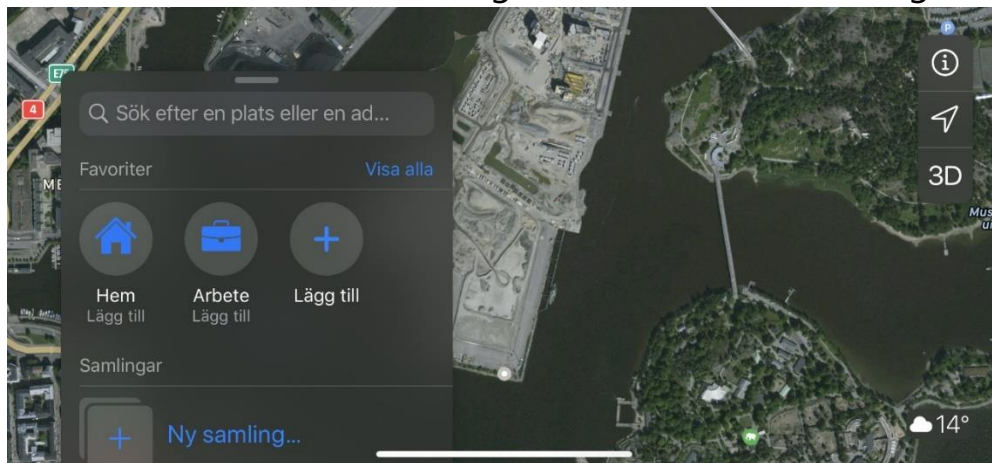 P
E75
4
Sök efter en plats eller en ad...
3D
Favoriter
Visa alla
Hem
Lägg till
Arbete
Lägg till
Lägg till
Samlingar
Ny samling...
14°